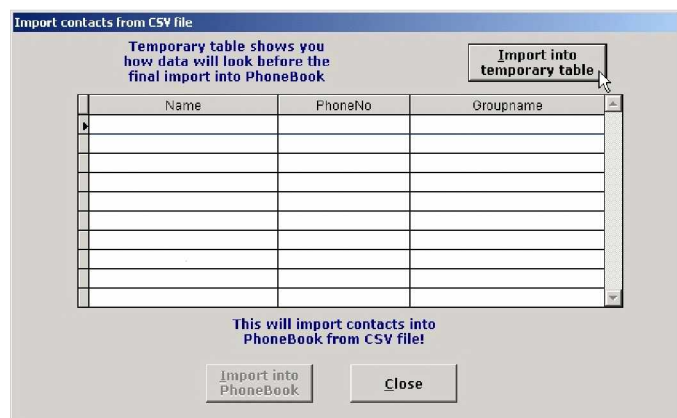 Import contacts from CSV file
Temporary table shows you
how data will look before the
final import into PhoneBook
Import into
temporary table
Name PhoneNo Groupname
This will import contacts into
PhoneBook from CSV file!
Import into
PhoneBook
Close